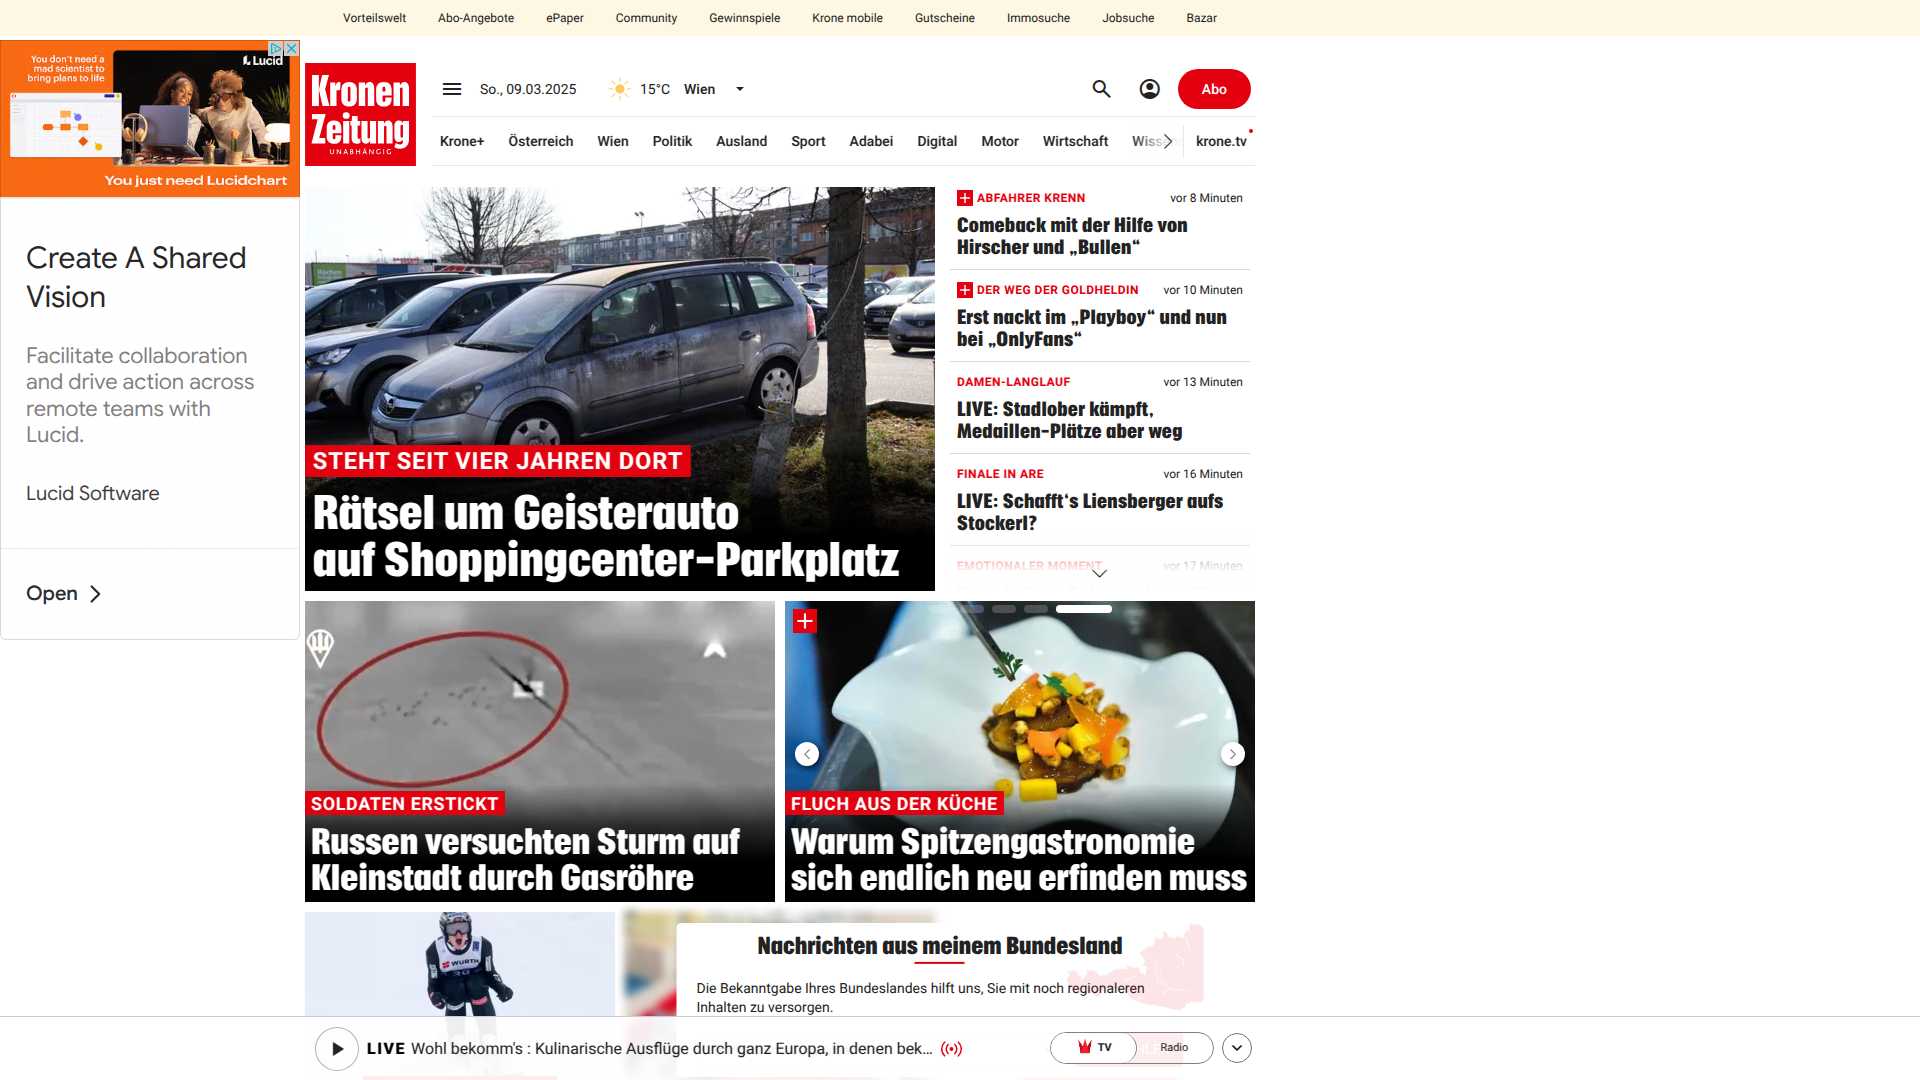 Vorteilswelt
Abo-Angebote
ePaper
Community
Gewinnspiele
Krone mobile
Gutscheine
Immosuche
Jobsuche
Bazar
You don't need a
mad scientist to
bring plans to life
Lucid
You just need Lucidchart
Create A Shared
Vision
Facilitate collaboration
and drive action across
remote teams with
Lucid.
Lucid Software
Open
Kronen
Zeitung
UNABHÄNGIG
So., 09.03.2025
15°C
Wien
Abo
Krone+
Österreich
Wien
Politik
Ausland
Sport
Adabei
Digital
Motor
Wirtschaft
krone.tv
STEHT SEIT VIER JAHREN DORT
Rätsel um Geisterauto
auf Shoppingcenter-Parkplatz
ABFAHRER KRENN
vor 8 Minuten
Comeback mit der Hilfe von
Hirscher und „Bullen“
DER WEG DER GOLDHELDIN
vor 10 Minuten
Erst nackt im „Playboy“ und nun
bei „OnlyFans“
DAMEN-LANGLAUF
vor 13 Minuten
LIVE: Stadlober kämpft,
Medaillen-Plätze aber weg
FINALE IN ARE
vor 16 Minuten
LIVE: Schafft‘s Liensberger aufs
Stockerl?
EMOTIONALER MOMENT
vor 17 Minuten
SOLDATEN ERSTICKT
Russen versuchten Sturm auf
Kleinstadt durch Gasröhre
FLUCH AUS DER KÜCHE
Warum Spitzengastronomie
sich endlich neu erfinden muss
WÜRTH
Nachrichten aus meinem Bundesland
Die Bekanntgabe Ihres Bundeslandes hilft uns, Sie mit noch regionaleren
Inhalten zu versorgen.
LIVE Wohl bekomm's : Kulinarische Ausflüge durch ganz Europa, in denen bek...
TV
Radio